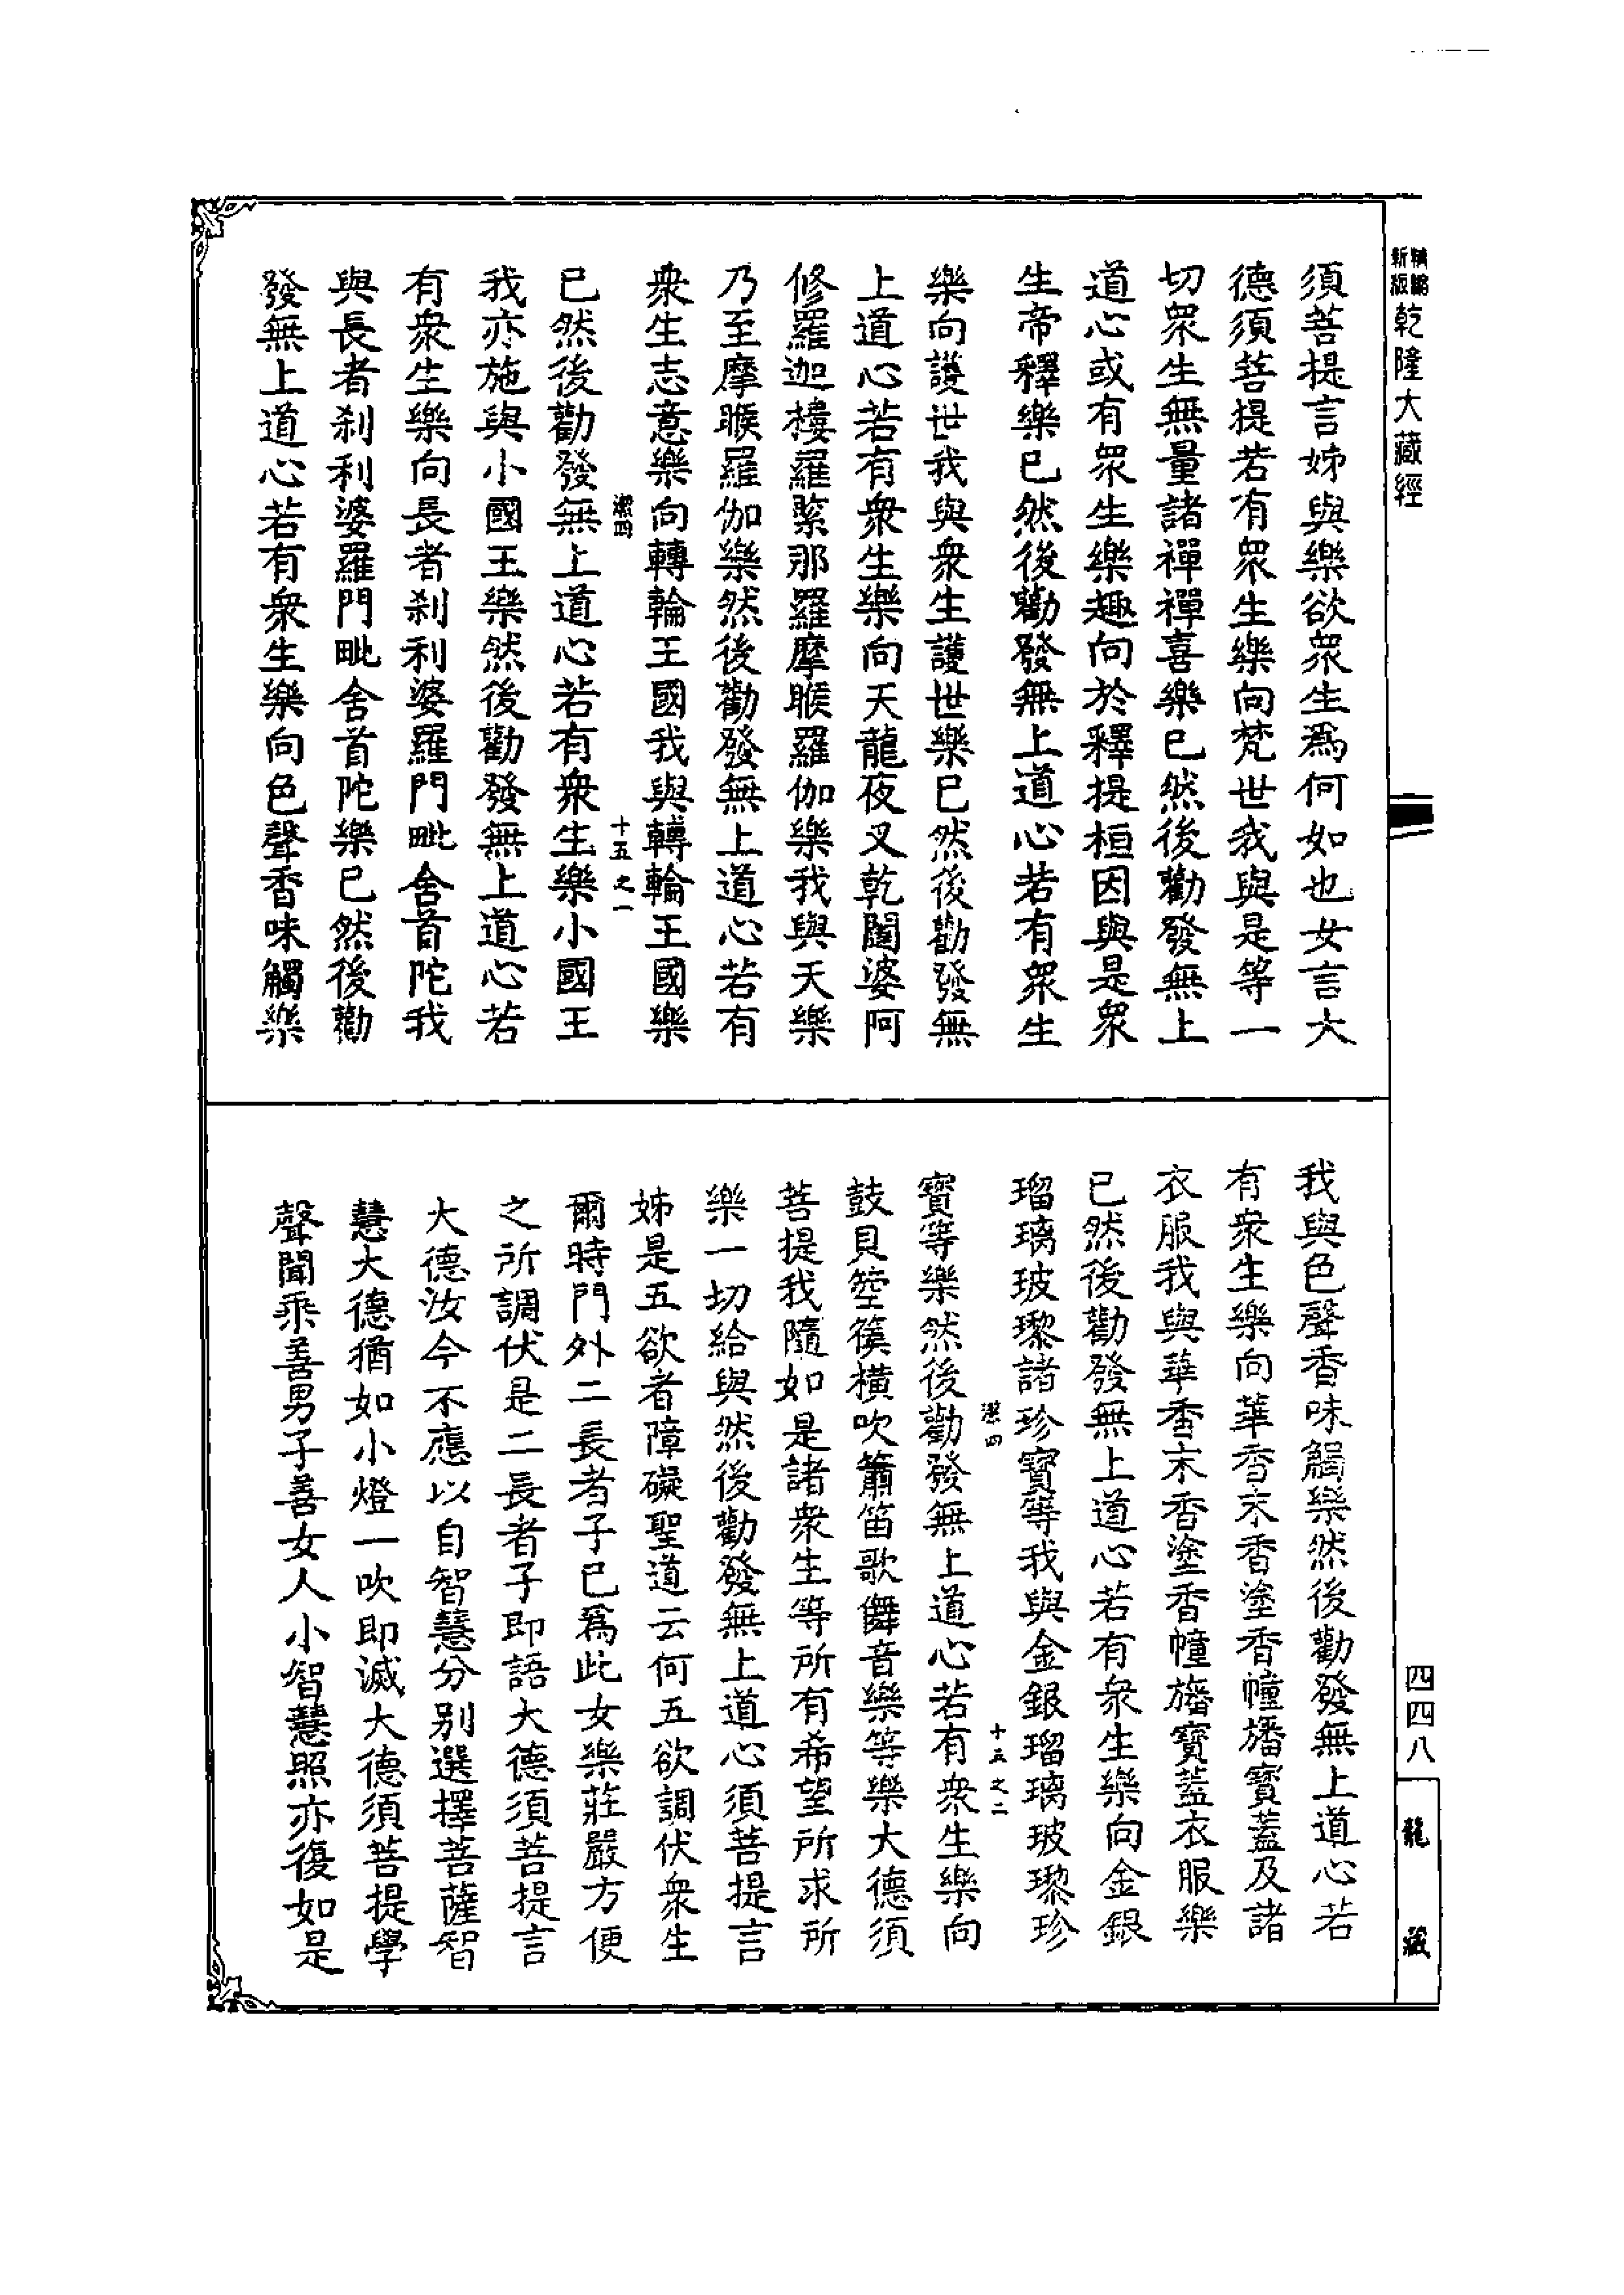 精編
新版
乾隆大藏經
須菩提言姊與樂欲眾生爲何如也女言大
德須菩提若有眾生樂向梵世我與是等一
切眾生無量諸禪禪喜樂已然後勸發無上
道心或有眾生樂趣向於釋提桓因與是眾
生帝釋樂已然後勸發無上道心若有眾生
樂向護世我與衆生護世樂已然後勸發無
上道心若有衆生樂向天龍夜叉乾闥婆阿
修羅迦樓羅緊那羅摩睺羅伽樂我與天樂
乃至摩睺羅伽樂然後勸發無上道心若有
衆生志意樂向轉輪王國我與轉輪王國樂
潔四
十五之一
已然後勸發無上道心若有衆生樂小國王
我亦施與小國王樂然後勸發無上道心若
有衆生樂向長者刹利婆羅門毗舍首陀我
與長者刹利婆羅門毗舍首陀樂已然後勸
發無上道心若有衆生樂向色聲香味觸樂
我與色聲香味觸樂然後勸發無上道心若
有衆生樂向華香末香塗香幢旛寶蓋及諸
衣服我與華香末香塗香幢旛寶蓋衣服樂
已然後勸發無上道心若有衆生樂向金銀
瑠璃玻瓈諸珍寶等我與金銀瑠璃玻瓈珍
潔四
十五之二
寶等樂然後勸發無上道心若有衆生樂向
鼓貝箜篌橫吹簫笛歌舞音樂等樂大德須
菩提我隨如是諸衆生等所有希望所求所
樂一切給與然後勸發無上道心須菩提言
姊是五欲者障礙聖道云何五欲調伏衆生
爾時門外二長者子已爲此女樂莊嚴方便
之所調伏是二長者子即語大德須菩提言
大德汝今不應以自智慧分別選擇菩薩智
慧大德猶如小燈一吹即滅大德須菩提學
聲聞乘善男子善女人小智慧照亦復如是
四四八
龍藏